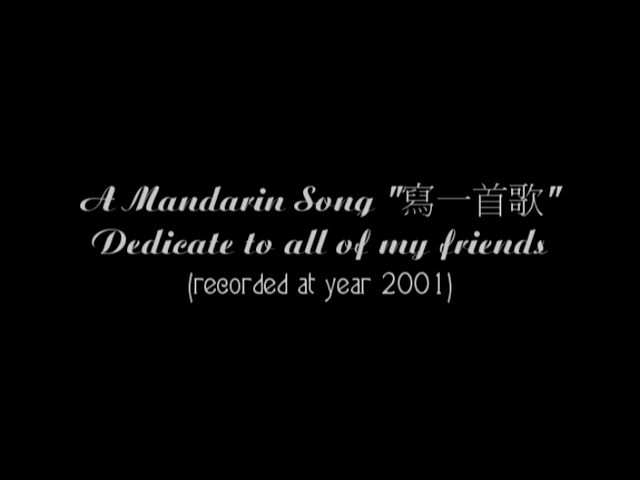 A Mandarin Song "寫一首歌"
Dedicate to all of my friends
(recorded at year 2001)